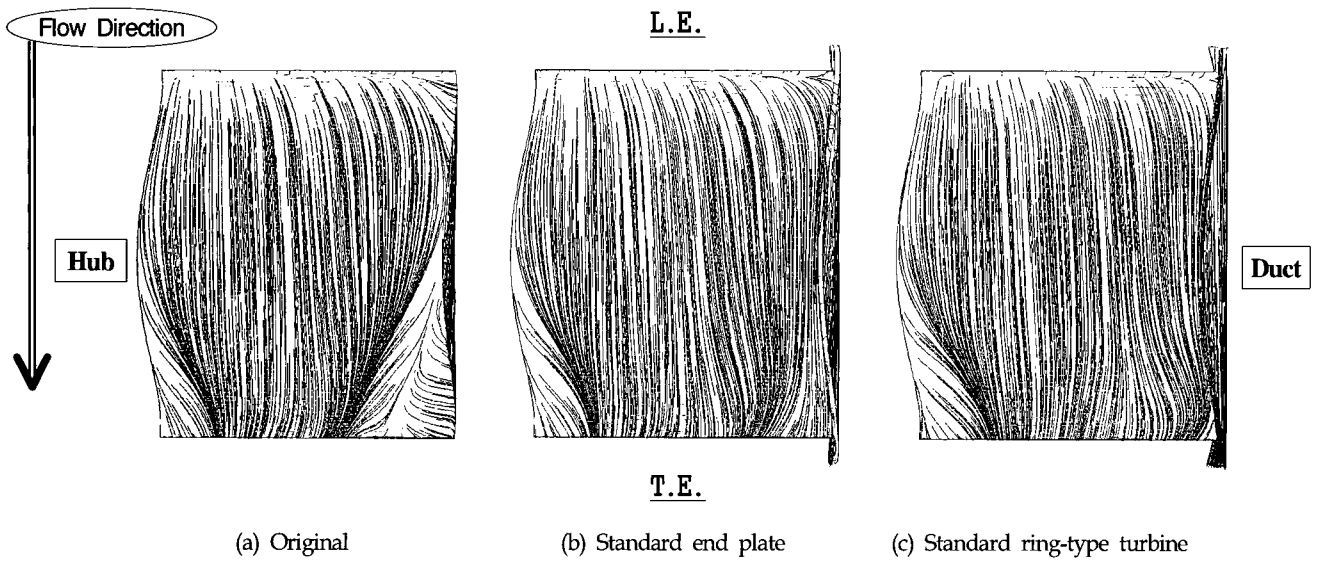 Flow Direction
L.E.
Hub
Duct
T.E.
(a) Original
(b) Standard end plate
(c) Standard ring-type turbine